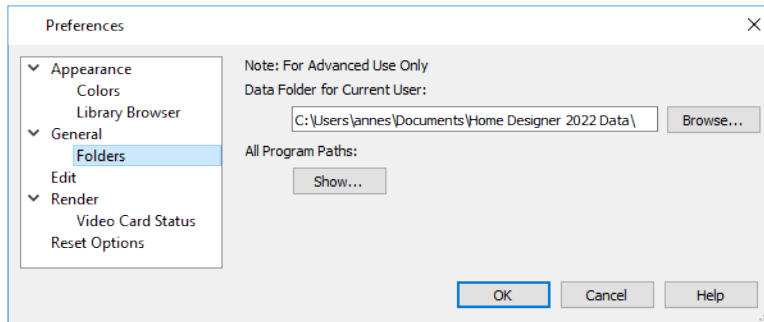 Preferences
Appearance
Colors
Library Browser
General
Folders
Edit
Render
Video Card Status
Reset Options
Note: For Advanced Use Only
Data Folder for Current User:
C:\Users\annes\Documents\Home Designer 2022 Data\
Browse...
All Program Paths:
Show...
OK
Cancel
Help